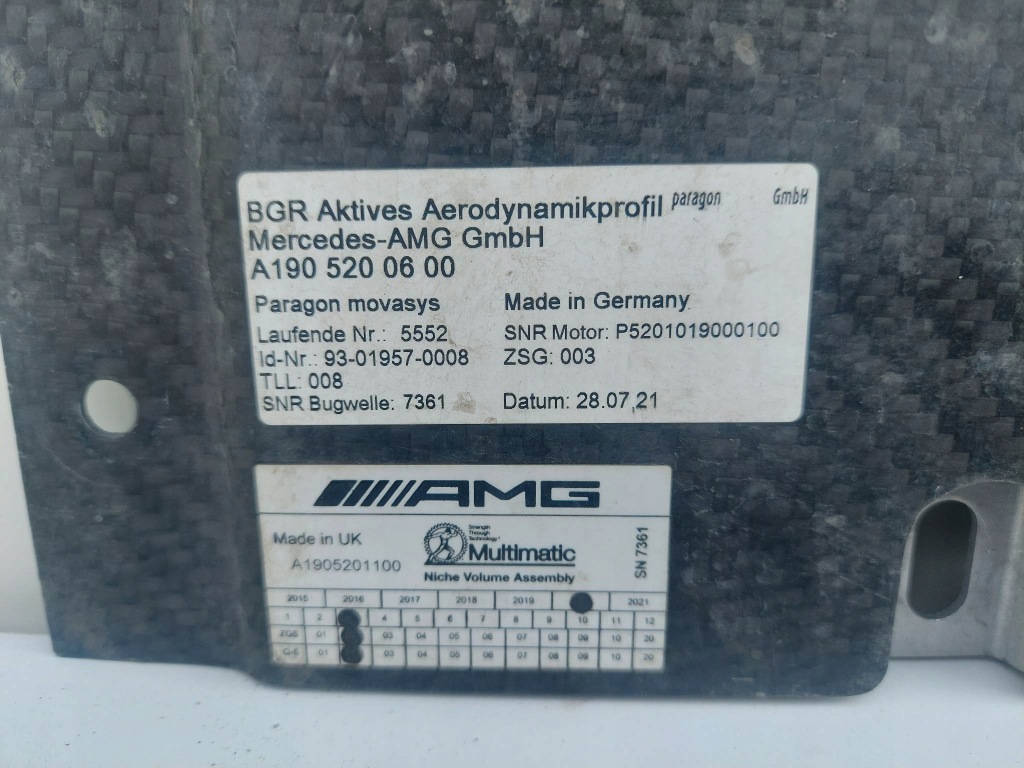 BGR Aktives Aerodynamikprofil paragon GmbH
Mercedes-AMG GmbH
A190 520 06 00
Paragon movasys Made in Germany
Laufende Nr.: 5552 SNR Motor: P5201019000100
Id-Nr.: 93-01957-0008 ZSG: 003
TLL: 008
SNR Bugwelle: 7361 Datum: 28.07.21
AMG
Made in UK
A1905201100
Strength
Through
Technology
Multimatic
Niche Volume Assembly
SN 7361
2015 2016 2017 2018 2019 2021
1 2 4 5 6 7 8 9 10 11 12
ZGS 01 03 04 05 06 07 08 09 10 20
01 03 04 05 06 07 08 09 10 20